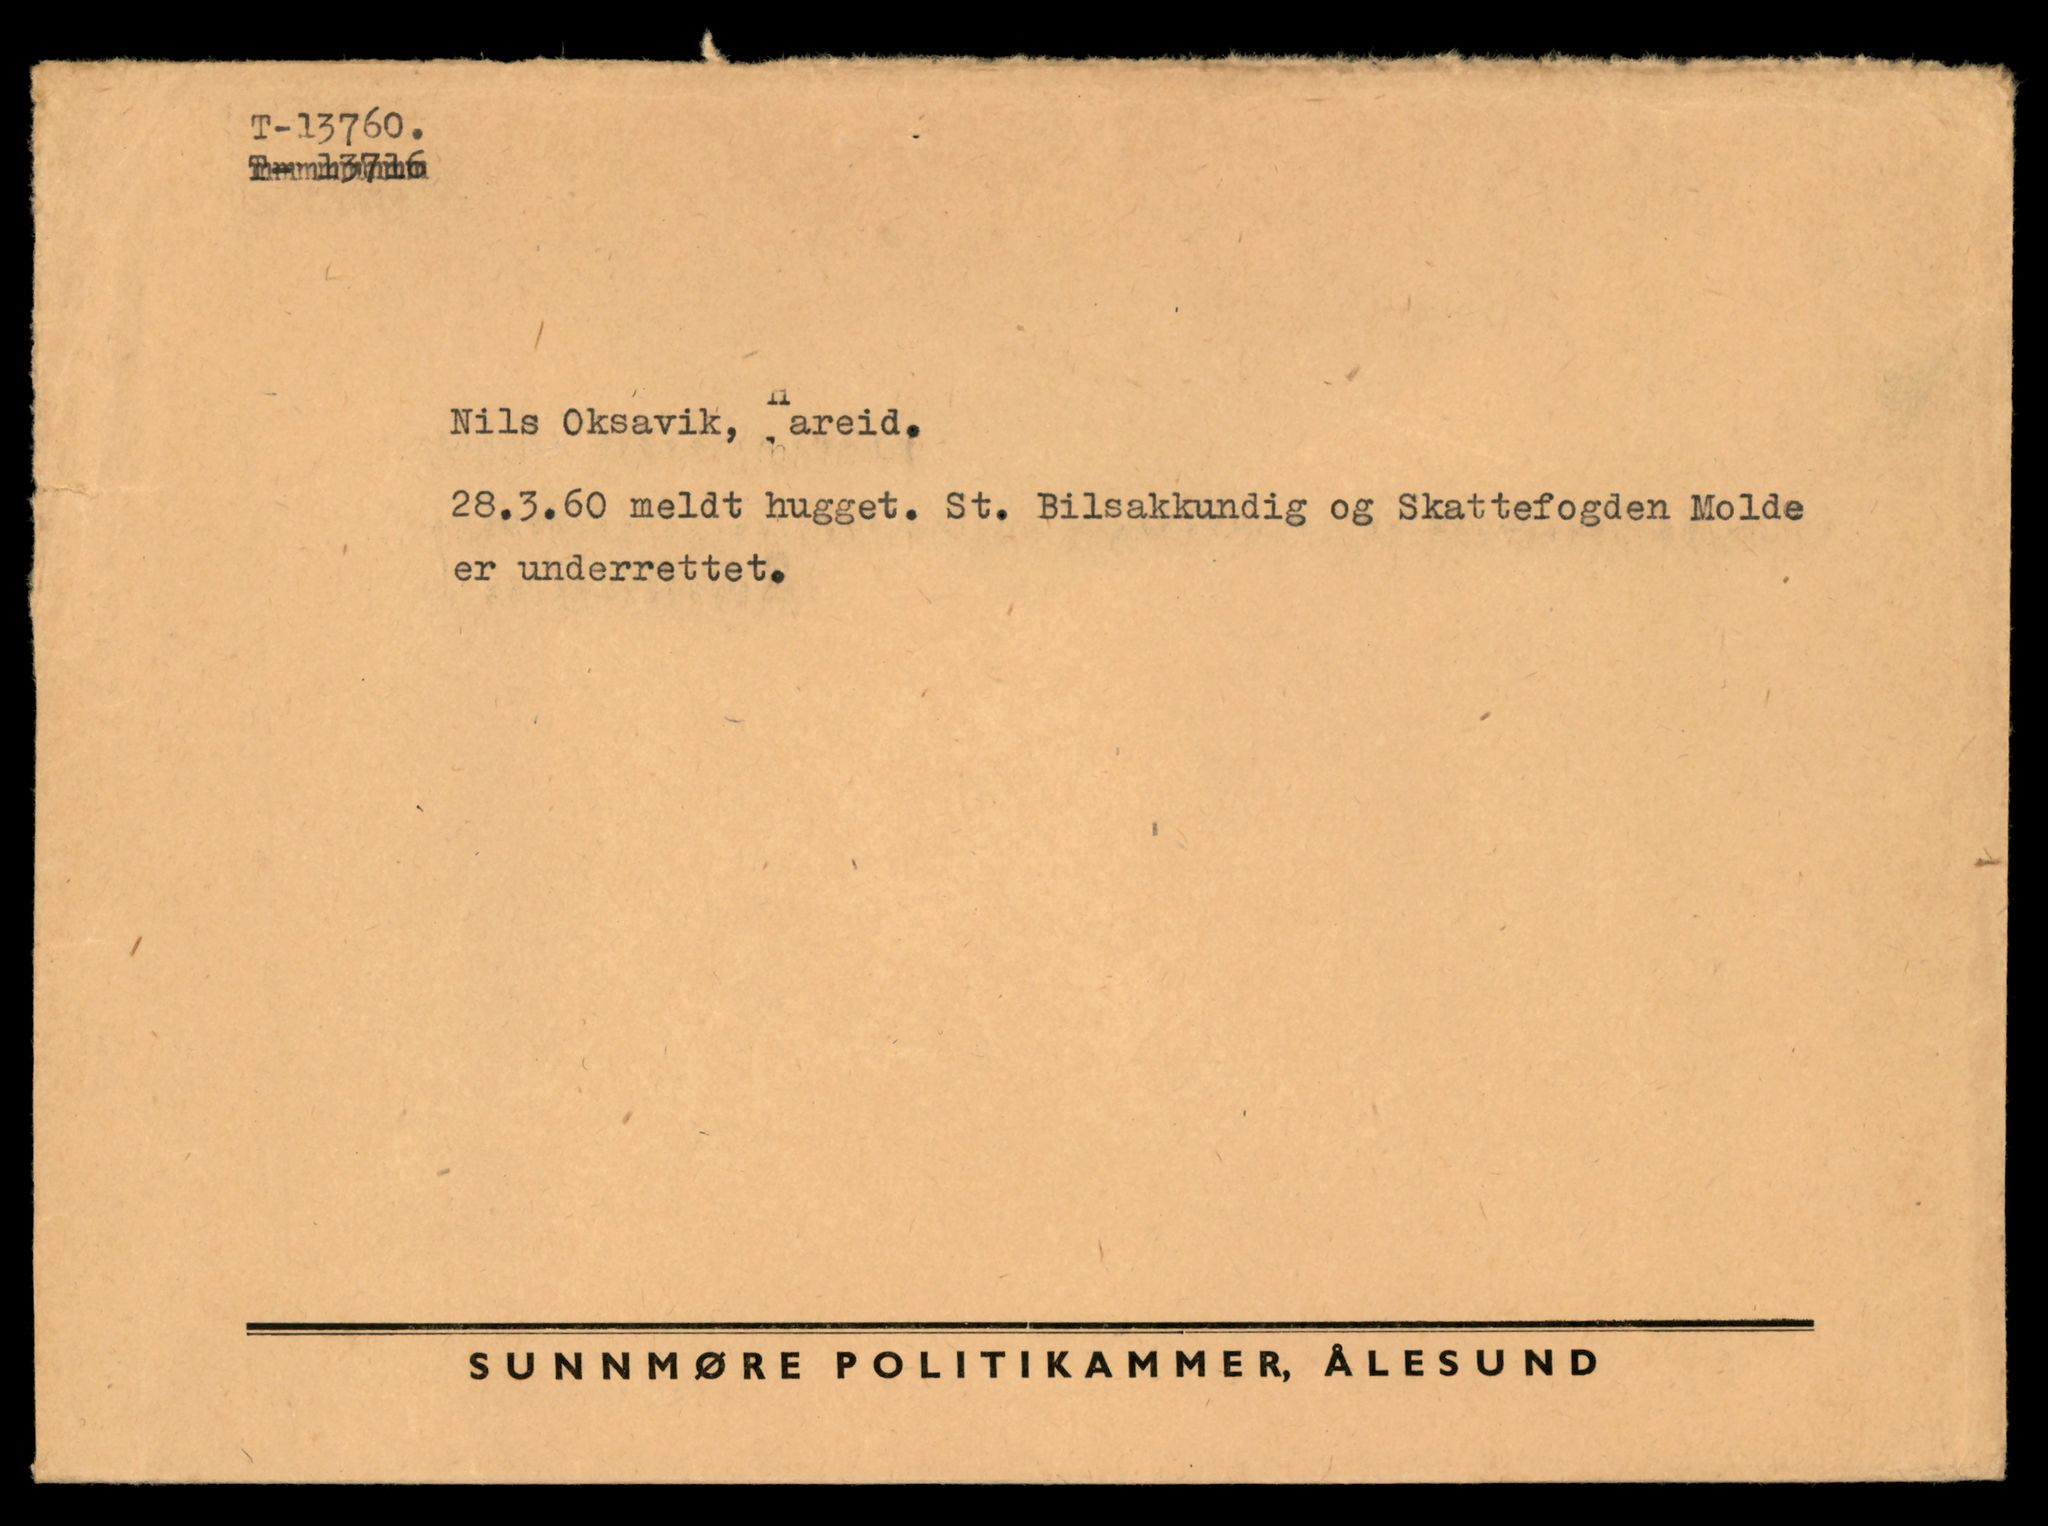 T-13760.
T- 13716
Nils Oksavik, Hareid.
28.3.60 meldt hugget. St. Bilsakkundig og Skattefogden Molde
er underrettet.
SUNNMØRE POLITIKAMMER, ÅLESUND